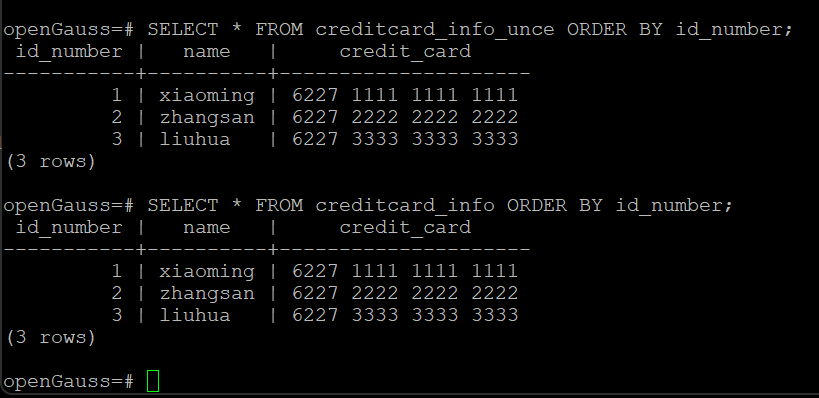 openGauss=# SELECT * FROM creditcard_info_unce ORDER BY id_number;
 id_number |   name   |     credit_card
-----------+----------+---------------------
         1 | xiaoming | 6227 1111 1111 1111
         2 | zhangsan | 6227 2222 2222 2222
         3 | liuhua   | 6227 3333 3333 3333
(3 rows)

openGauss=# SELECT * FROM creditcard_info ORDER BY id_number;
 id_number |   name   |     credit_card
-----------+----------+---------------------
         1 | xiaoming | 6227 1111 1111 1111
         2 | zhangsan | 6227 2222 2222 2222
         3 | liuhua   | 6227 3333 3333 3333
(3 rows)

openGauss=#